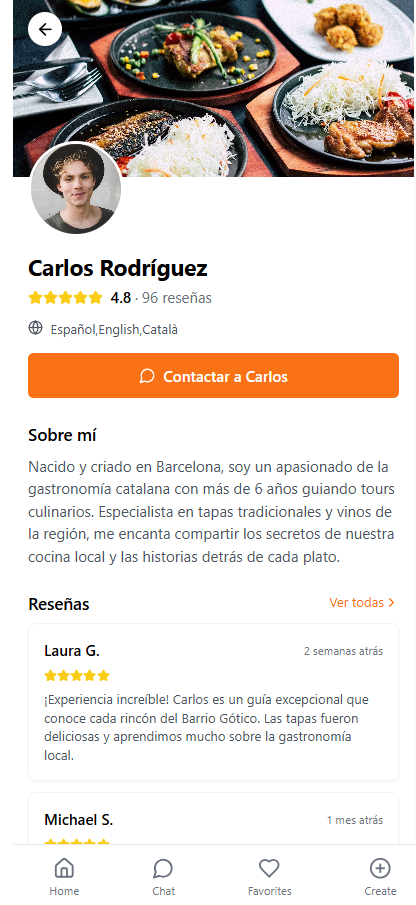 Carlos Rodríguez
4.8 · 96 reseñas
Español,English,Català
Contactar a Carlos
Sobre mí
Nacido y criado en Barcelona, soy un apasionado de la
gastronomía catalana con más de 6 años guiando tours
culinarios. Especialista en tapas tradicionales y vinos de
la región, me encanta compartir los secretos de nuestra
cocina local y las historias detrás de cada plato.
Reseñas
Ver todas
Laura G.
2 semanas atrás
¡Experiencia increíble! Carlos es un guía excepcional que
conoce cada rincón del Barrio Gótico. Las tapas fueron
deliciosas y aprendimos mucho sobre la gastronomía
local.
Michael S.
1 mes atrás
Home
Chat
Favorites
Create